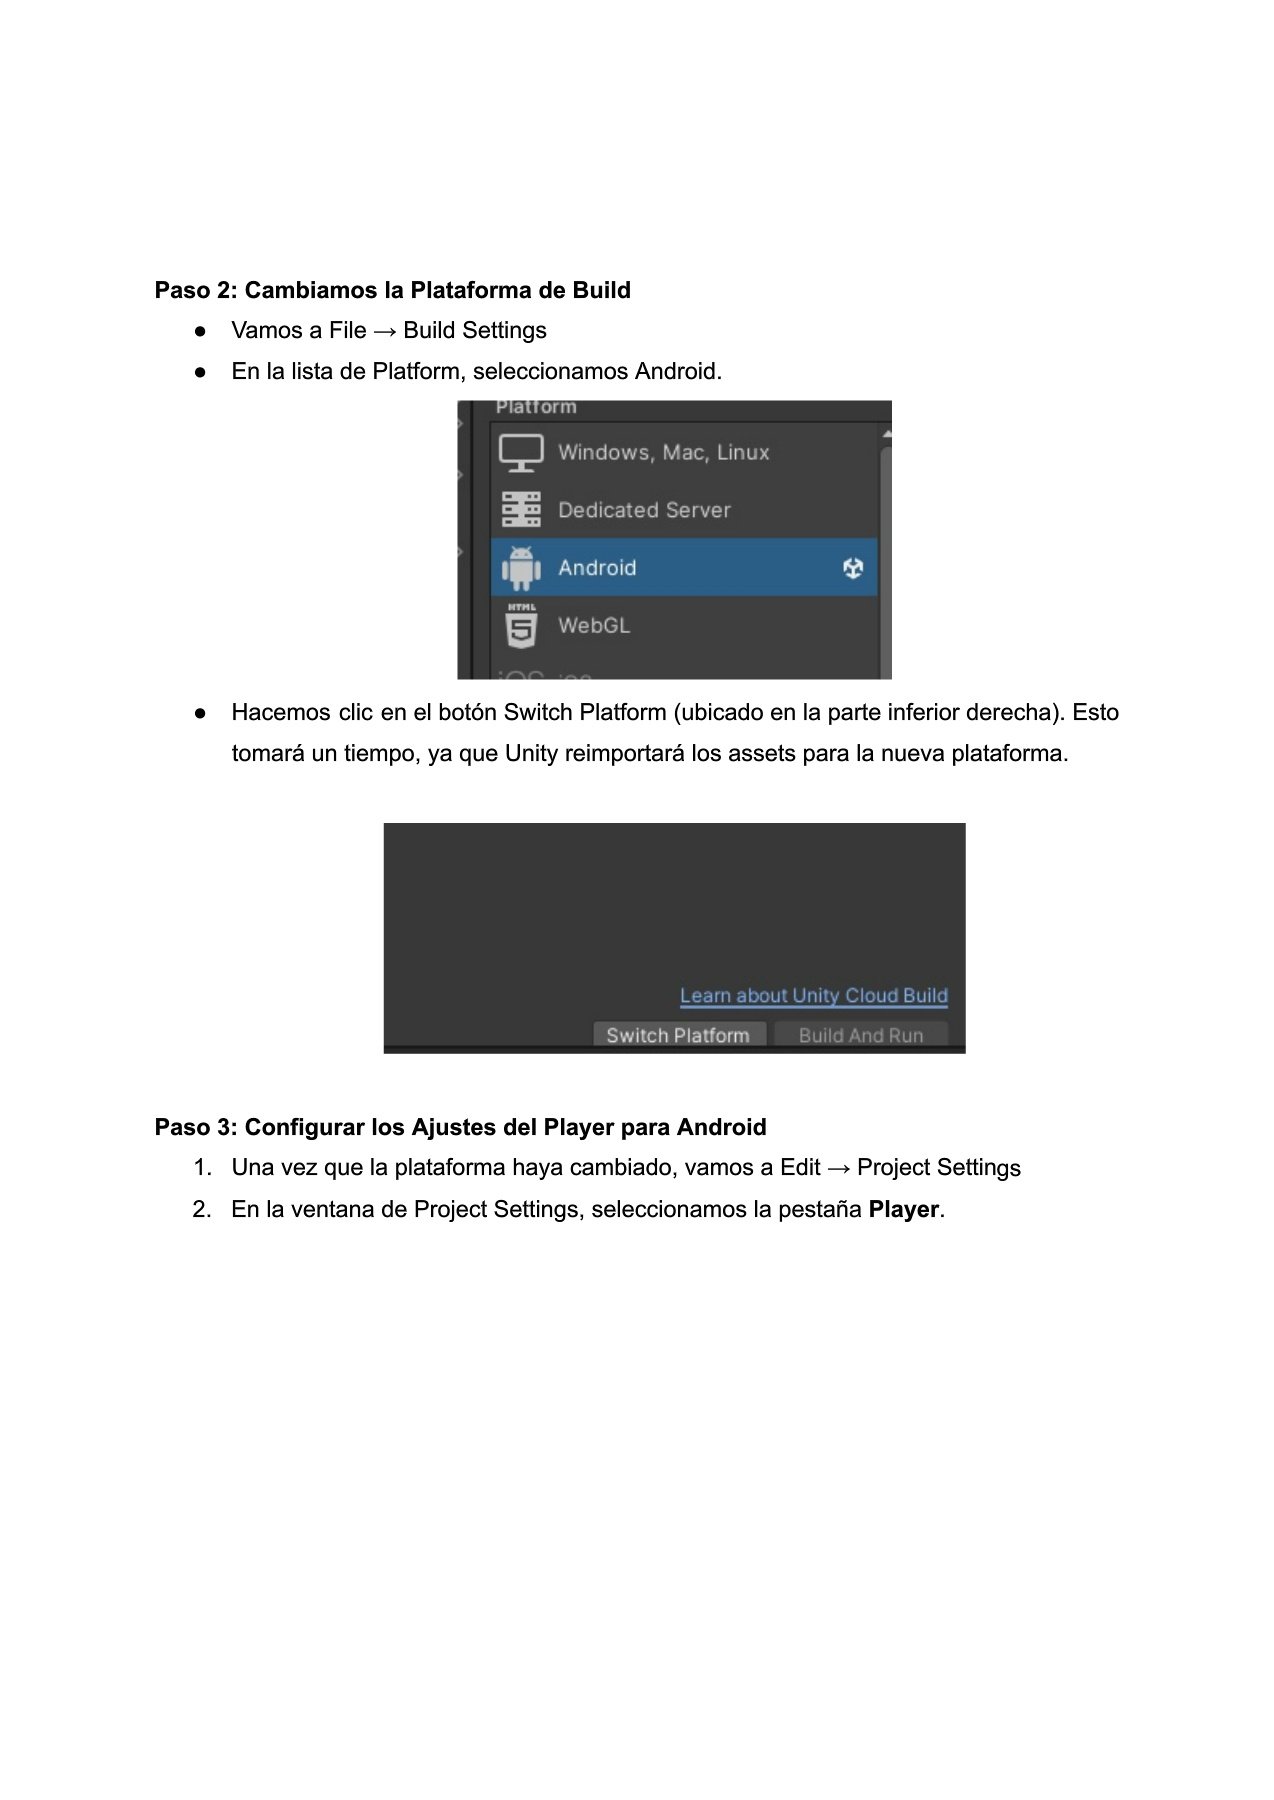 Paso 2: Cambiamos la Plataforma de Build
● Vamos a File → Build Settings
● En la lista de Platform, seleccionamos Android.
Platform
Windows, Mac, Linux
Dedicated Server
Android
HTML
5
WebGL
● Hacemos clic en el botón Switch Platform (ubicado en la parte inferior derecha). Esto
tomará un tiempo, ya que Unity reimportará los assets para la nueva plataforma.
Learn about Unity Cloud Build
Switch Platform Build And Run
Paso 3: Configurar los Ajustes del Player para Android
1. Una vez que la plataforma haya cambiado, vamos a Edit → Project Settings
2. En la ventana de Project Settings, seleccionamos la pestaña Player.